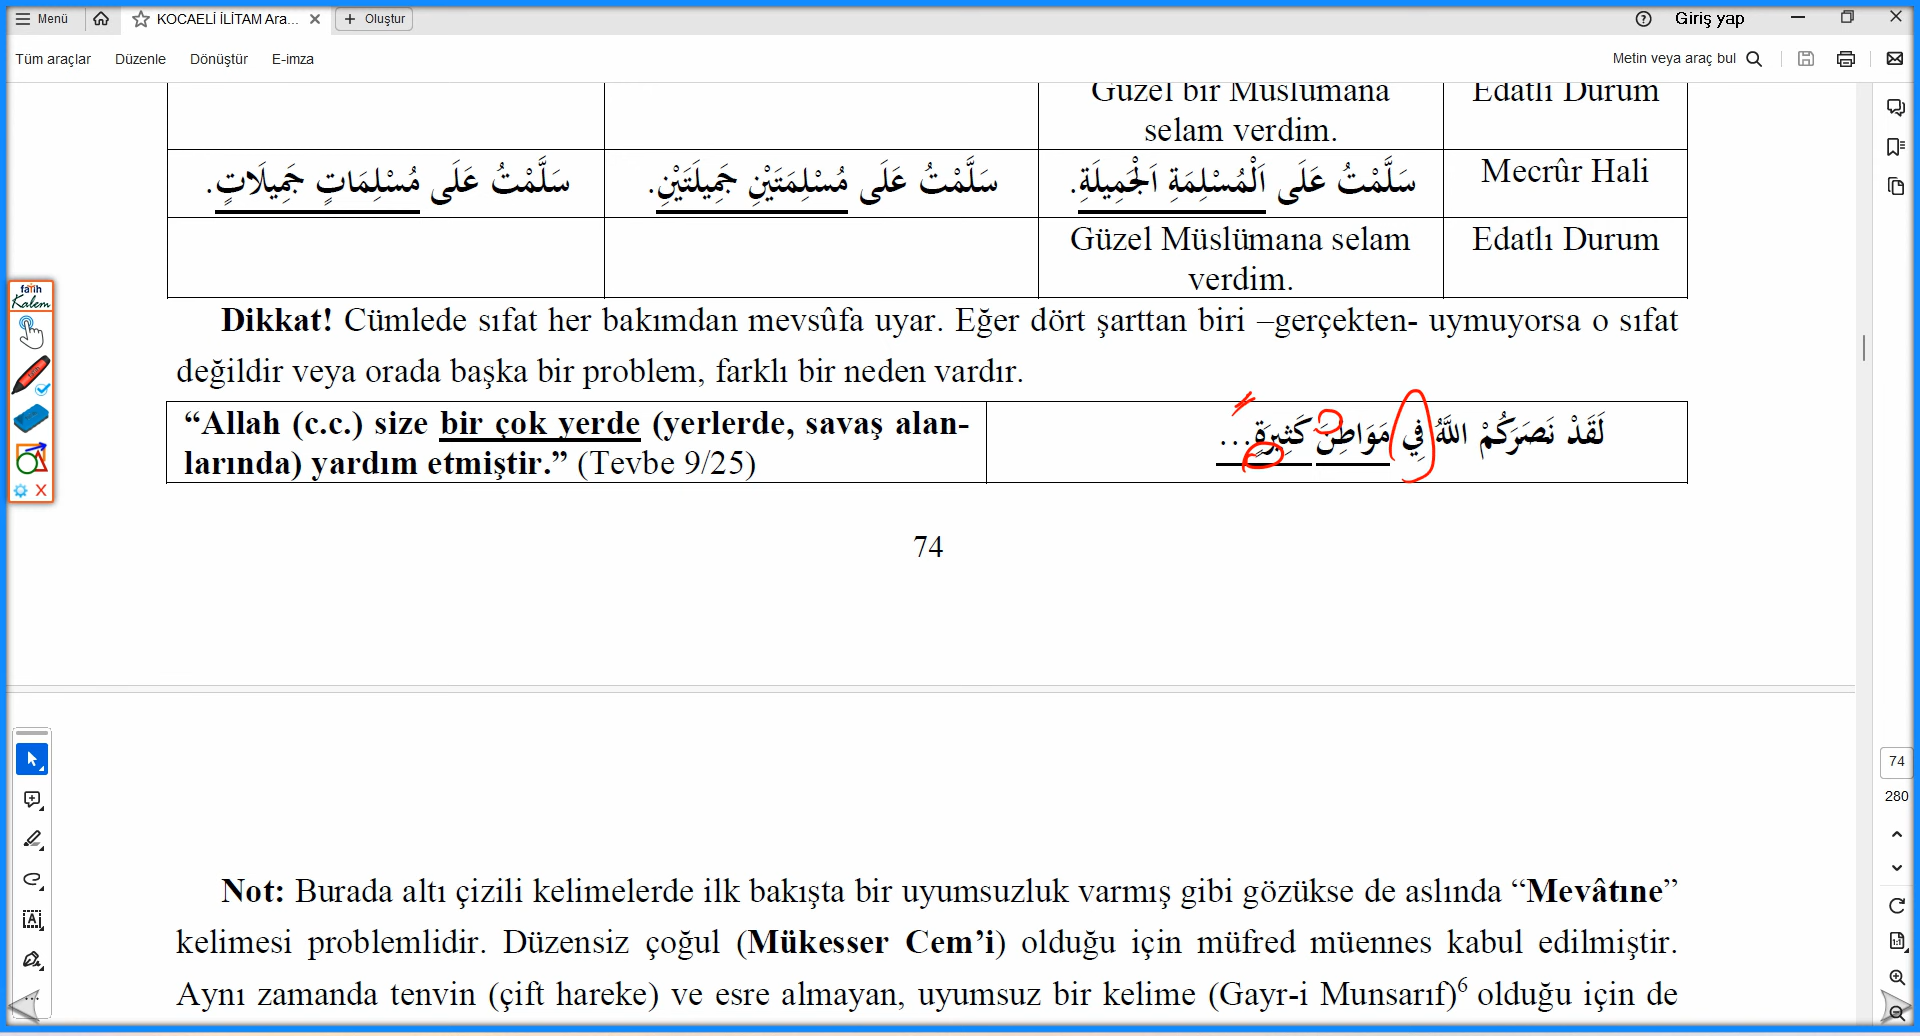 Menü
KOCAELİ İLİTAM Ara...
Oluştur
Giriş yap
Tüm araçlar
Düzenle
Dönüştür
E-imza
Metin veya araç bul
Güzel bir Müslümana
selam verdim.
Edatlı Durum
سَلَّمْتُ عَلَى مُسْلِمَاتٍ جَمِيلَاتٍ.
سَلَّمْتُ عَلَى مُسْلِمَتَيْنِ جَمِيلَتَيْنِ.
سَلَّمْتُ عَلَى اَلْمُسْلِمَةِ اَلْجَمِيلَةِ.
Mecrûr Hali
Güzel Müslümana selam
verdim.
Edatlı Durum
Dikkat! Cümlede sıfat her bakımdan mevsûfa uyar. Eğer dört şarttan biri –gerçekten- uymuyorsa o sıfat
değildir veya orada başka bir problem, farklı bir neden vardır.
“Allah (c.c.) size bir çok yerde (yerlerde, savaş alan-
larında) yardım etmiştir.” (Tevbe 9/25)
لَقَدْ نَصَرَكُمْ اللَّهُ فِي مَوَاطِنَ كَثِيرَةٍ...
74
Not: Burada altı çizili kelimelerde ilk bakışta bir uyumsuzluk varmış gibi gözükse de aslında “Mevâtıne”
kelimesi problemlidir. Düzensiz çoğul (Mükesser Cem’i) olduğu için müfred müennes kabul edilmiştir.
Aynı zamanda tenvin (çift hareke) ve esre almayan, uyumsuz bir kelime (Gayr-i Munsarıf)6 olduğu için de
fatih
Kalem
74
280